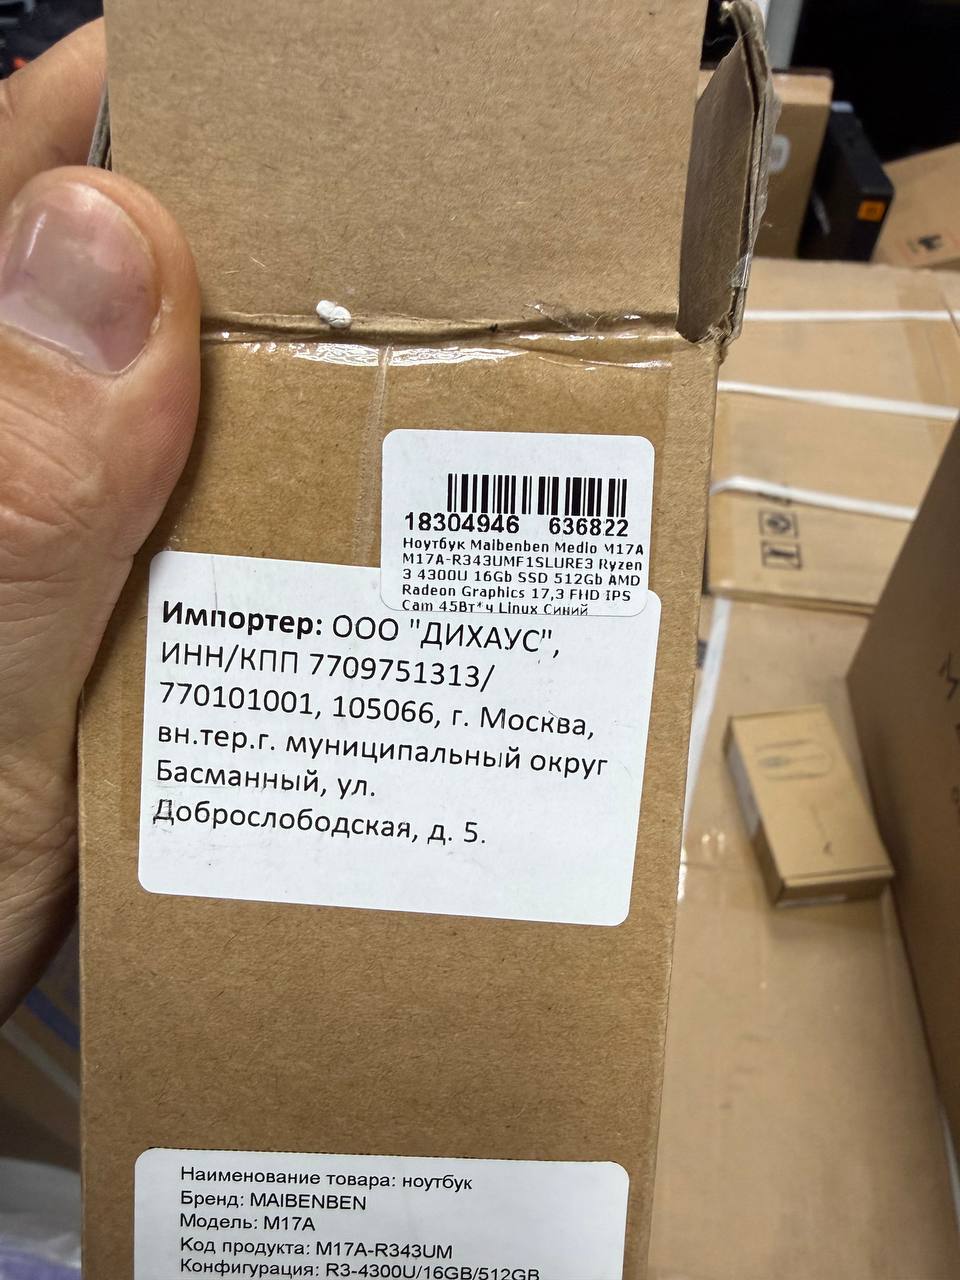 18304946 636822
Ноутбук Maibenben Medio M17A
M17A-R343UMF1SLURE3 Ryzen
3 4300U 16Gb SSD 512Gb AMD
Radeon Graphics 17,3 FHD IPS
Cam 45Вт*ч Linux Синий
Импортер: ООО "ДИХАУС",
ИНН/КПП 7709751313/
770101001, 105066, г. Москва,
вн.тер.г. муниципальный округ
Басманный, ул.
Доброслободская, д. 5.
Наименование товара: ноутбук
Бренд: MAIBENBEN
Модель: M17A
Код продукта: M17A-R343UM
Конфигурация: R3-4300U/16GB/512GB